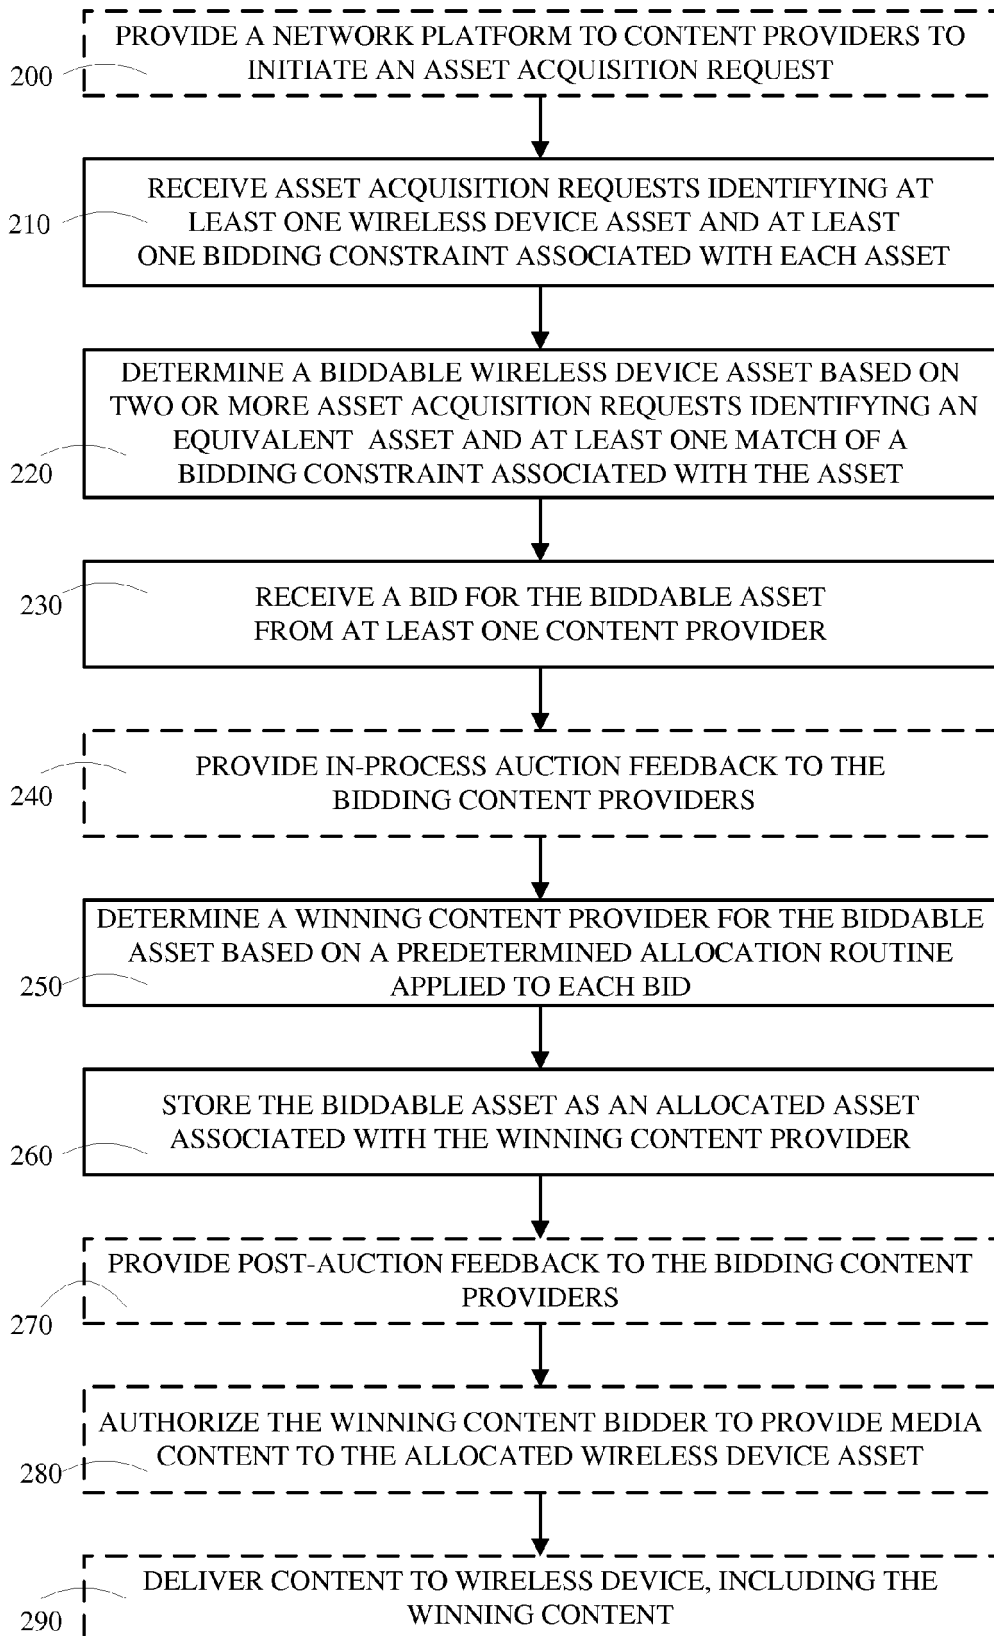 PROVIDE A NETWORK PLATFORM TO CONTENT PROVIDERS TO
INITIATE AN ASSET ACQUISITION REQUEST
200
RECEIVE ASSET ACQUISITION REQUESTS IDENTIFYING AT
LEAST ONE WIRELESS DEVICE ASSET AND AT LEAST
ONE BIDDING CONSTRAINT ASSOCIATED WITH EACH ASSET
210
DETERMINE A BIDDABLE WIRELESS DEVICE ASSET BASED ON
TWO OR MORE ASSET ACQUISITION REQUESTS IDENTIFYING AN
EQUIVALENT ASSET AND AT LEAST ONE MATCH OF A
BIDDING CONSTRAINT ASSOCIATED WITH THE ASSET
220
RECEIVE A BID FOR THE BIDDABLE ASSET
FROM AT LEAST ONE CONTENT PROVIDER
230
PROVIDE IN-PROCESS AUCTION FEEDBACK TO THE
BIDDING CONTENT PROVIDERS
240
DETERMINE A WINNING CONTENT PROVIDER FOR THE BIDDABLE
ASSET BASED ON A PREDETERMINED ALLOCATION ROUTINE
APPLIED TO EACH BID
250
STORE THE BIDDABLE ASSET AS AN ALLOCATED ASSET
ASSOCIATED WITH THE WINNING CONTENT PROVIDER
260
PROVIDE POST-AUCTION FEEDBACK TO THE BIDDING CONTENT
PROVIDERS
270
AUTHORIZE THE WINNING CONTENT BIDDER TO PROVIDE MEDIA
CONTENT TO THE ALLOCATED WIRELESS DEVICE ASSET
280
DELIVER CONTENT TO WIRELESS DEVICE, INCLUDING THE
WINNING CONTENT
290